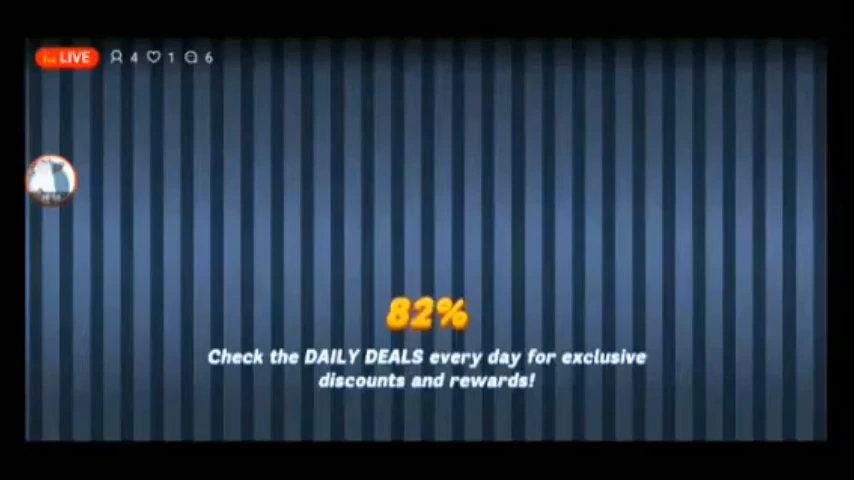 LIVE 4 1 6
82%
Check the DAILY DEALS every day for exclusive
discounts and rewards!